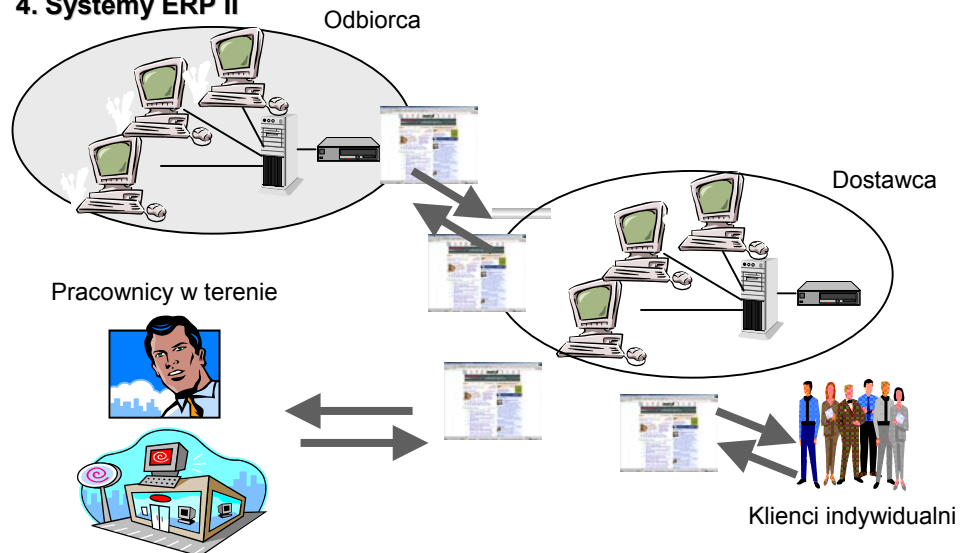 4. Systemy ERP II
Odbiorca
Dostawca
Pracownicy w terenie
Klienci indywidualni